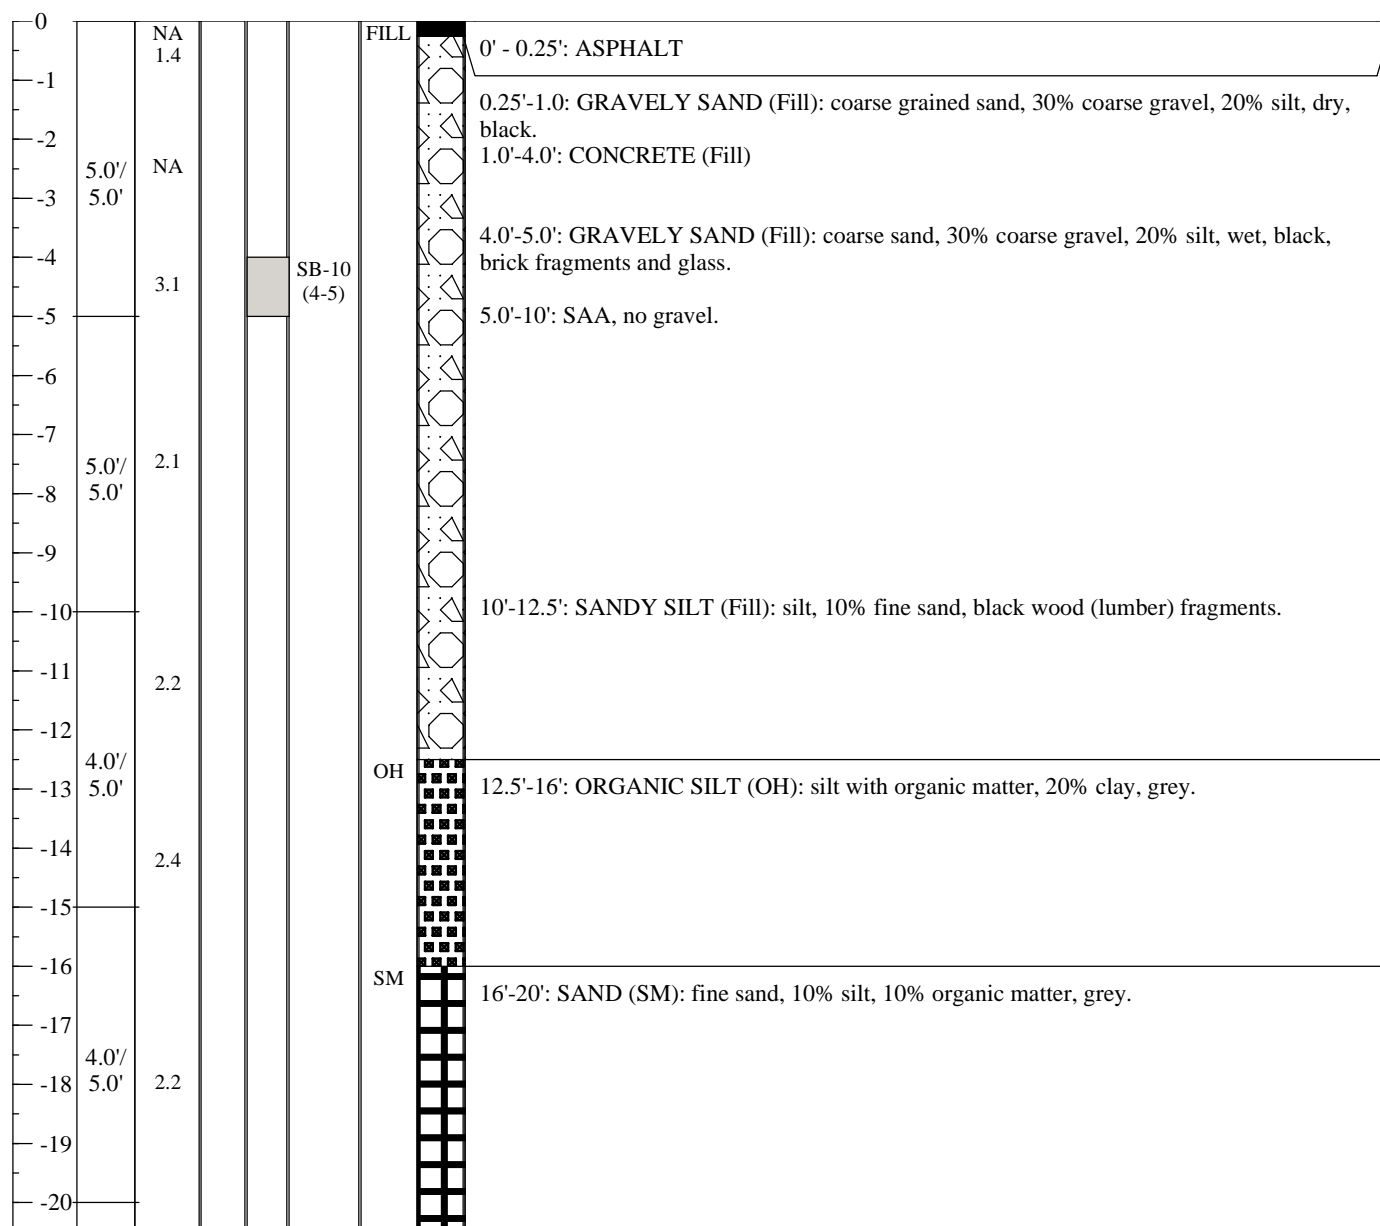 0
NA
FILL
1.4
0' - 0.25': ASPHALT
-1
0.25'-1.0: GRAVELY SAND (Fill): coarse grained sand, 30% coarse gravel, 20% silt, dry,
black.
-2
1.0'-4.0': CONCRETE (Fill)
5.0'/
5.0'
NA
-3
4.0'-5.0': GRAVELY SAND (Fill): coarse sand, 30% coarse gravel, 20% silt, wet, black,
brick fragments and glass.
-4
SB-10
(4-5)
3.1
-5
5.0'-10': SAA, no gravel.
-6
-7
5.0'/
5.0'
2.1
-8
-9
-10
10'-12.5': SANDY SILT (Fill): silt, 10% fine sand, black wood (lumber) fragments.
-11
2.2
-12
4.0'/
5.0'
OH
-13
12.5'-16': ORGANIC SILT (OH): silt with organic matter, 20% clay, grey.
-14
2.4
-15
-16
SM
16'-20': SAND (SM): fine sand, 10% silt, 10% organic matter, grey.
-17
4.0'/
5.0'
-18
2.2
-19
-20